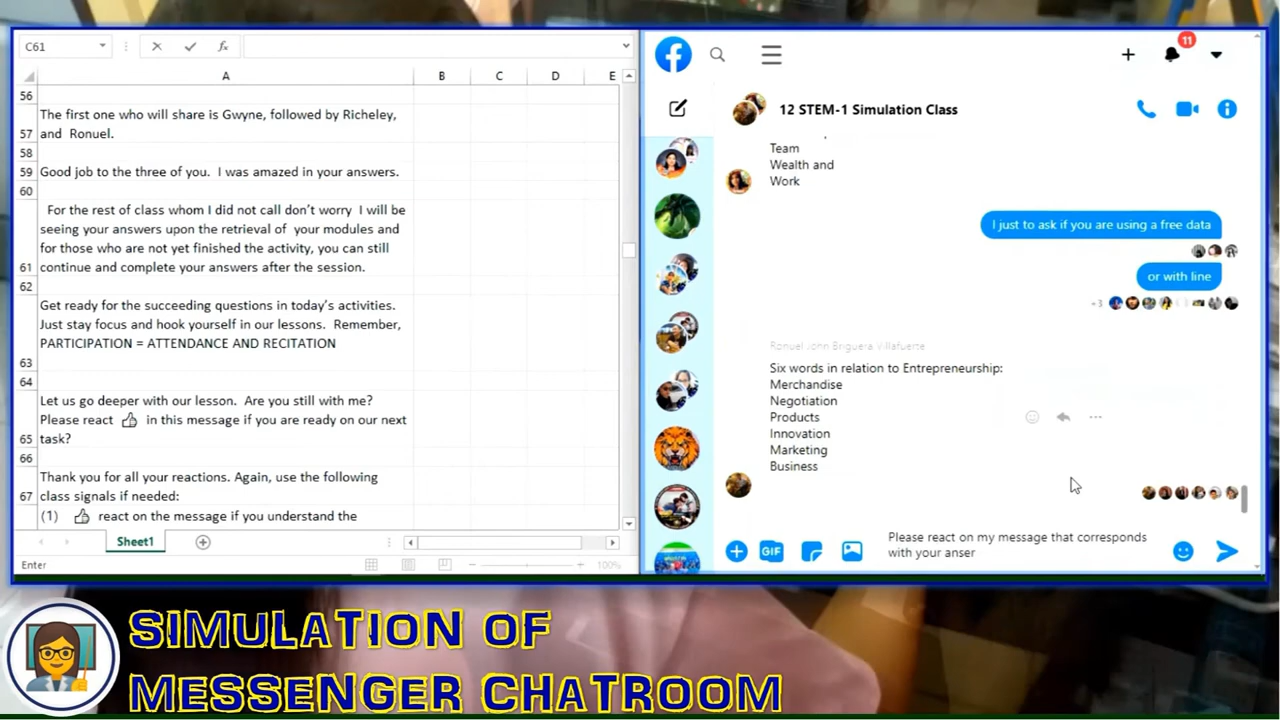 C61
fx
A B C D E
56
The first one who will share is Gwyne, followed by Richeley,
57 and Ronuel.
58
59 Good job to the three of you. I was amazed in your answers.
60
For the rest of class whom I did not call don't worry I will be
seeing your answers upon the retrieval of your modules and
for those who are not yet finished the activity, you can still
61 continue and complete your answers after the session.
62
Get ready for the succeeding questions in today's activities.
Just stay focus and hook yourself in our lessons. Remember,
PARTICIPATION = ATTENDANCE AND RECITATION
63
64
Let us go deeper with our lesson. Are you still with me?
Please react in this message if you are ready on our next
65 task?
66
Thank you for all your reactions. Again, use the following
67 class signals if needed:
(1) react on the message if you understand the
Sheet1
Enter
100%
11
12 STEM-1 Simulation Class
Team
Wealth and
Work
I just to ask if you are using a free data
or with line
+3
Ronuel John Briguera Villafuerte
Six words in relation to Entrepreneurship:
Merchandise
Negotiation
Products
Innovation
Marketing
Business
GIF
Please react on my message that corresponds
with your anser
SIMULATION OF
MESSENGER CHATROOM